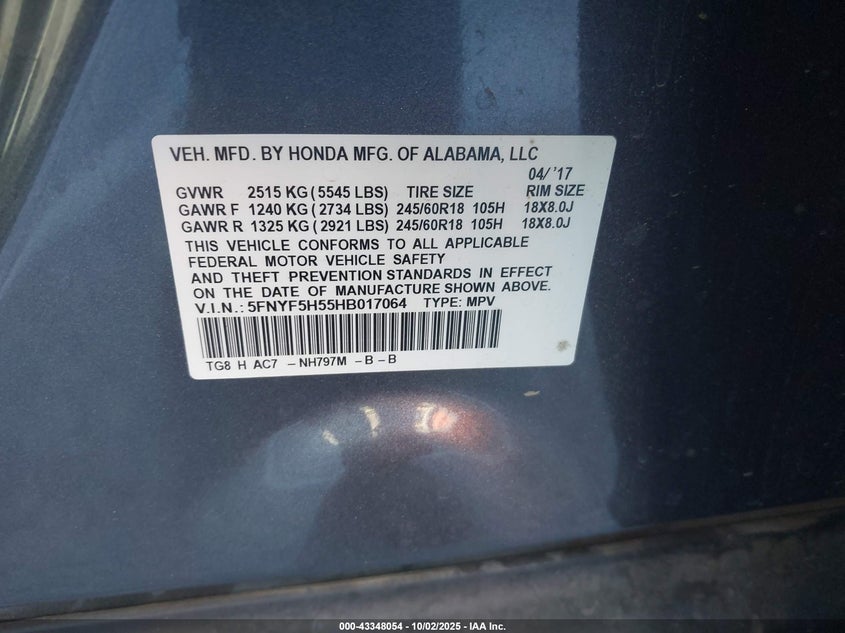 VEH. MFD. BY HONDA MFG. OF ALABAMA, LLC
04/ '17
GVWR 2515 KG (5545 LBS) TIRE SIZE RIM SIZE
GAWR F 1240 KG (2734 LBS) 245/60R18 105H 18X8.0J
GAWR R 1325 KG (2921 LBS) 245/60R18 105H 18X8.0J
THIS VEHICLE CONFORMS TO ALL APPLICABLE
FEDERAL MOTOR VEHICLE SAFETY
AND THEFT PREVENTION STANDARDS IN EFFECT
ON THE DATE OF MANUFACTURE SHOWN ABOVE.
V.I.N.: 5FNYF5H55HB017064 TYPE: MPV
TG8 H AC7 – NH797M – B – B
000-43348054 - 10/02/2025 - IAA Inc.